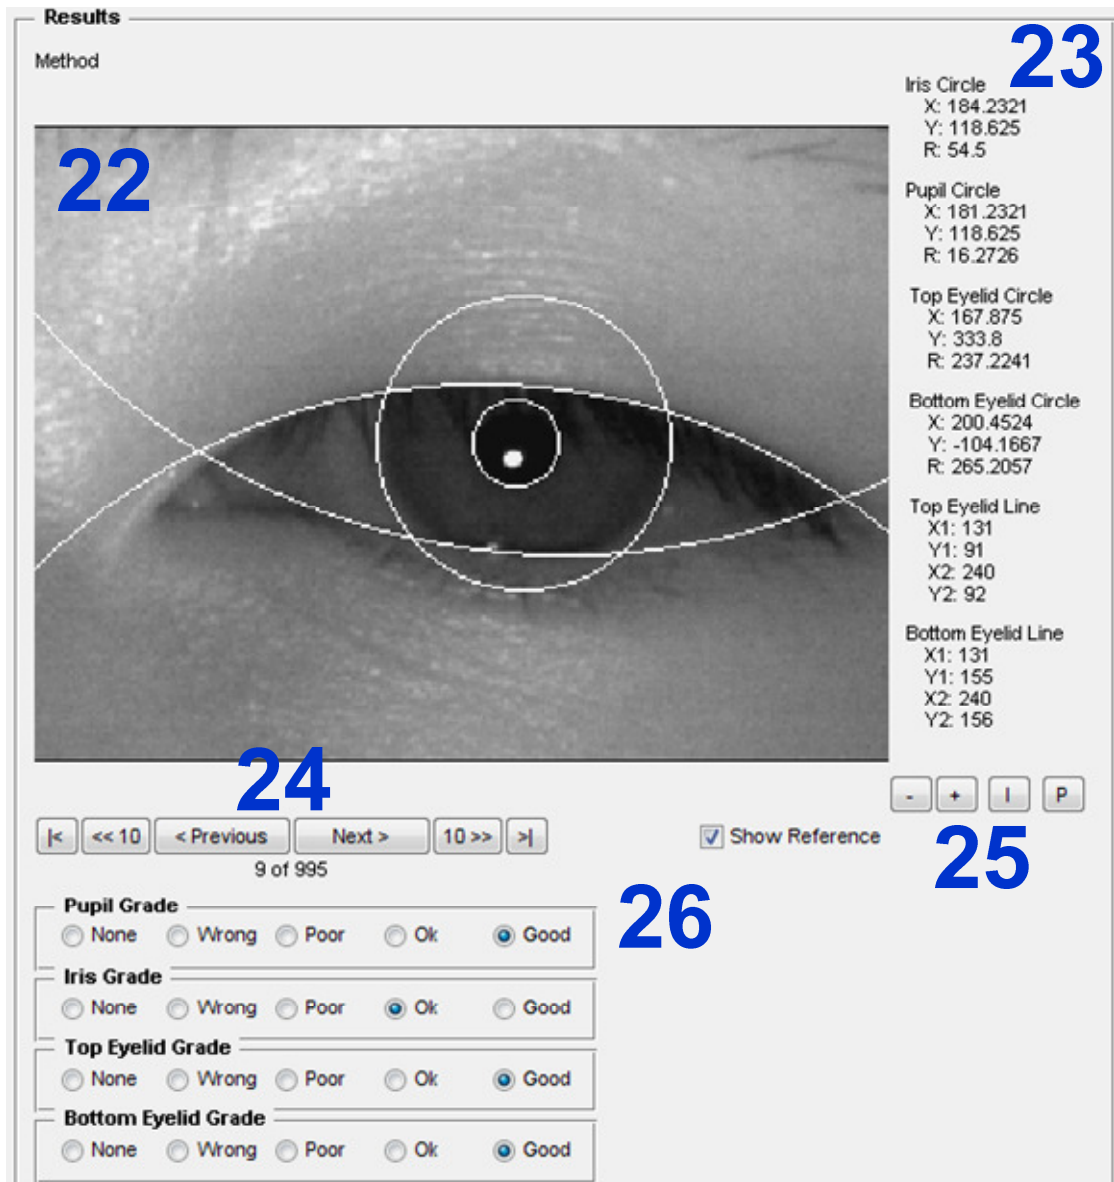 Results
Method
22
23
Iris Circle
X: 184.2321
Y: 118.625
R: 54.5
Pupil Circle
X: 181.2321
Y: 118.625
R: 16.2726
Top Eyelid Circle
X: 167.875
Y: 333.8
R: 237.2241
Bottom Eyelid Circle
X: 200.4524
Y: -104.1667
R: 265.2057
Top Eyelid Line
X1: 131
Y1: 91
X2: 240
Y2: 92
Bottom Eyelid Line
X1: 131
Y1: 155
X2: 240
Y2: 156
24
- + I P
|< << 10 < Previous Next > 10 >> >| Show Reference
25
9 of 995
26
Pupil Grade
None Wrong Poor Ok Good
Iris Grade
None Wrong Poor Ok Good
Top Eyelid Grade
None Wrong Poor Ok Good
Bottom Eyelid Grade
None Wrong Poor Ok Good